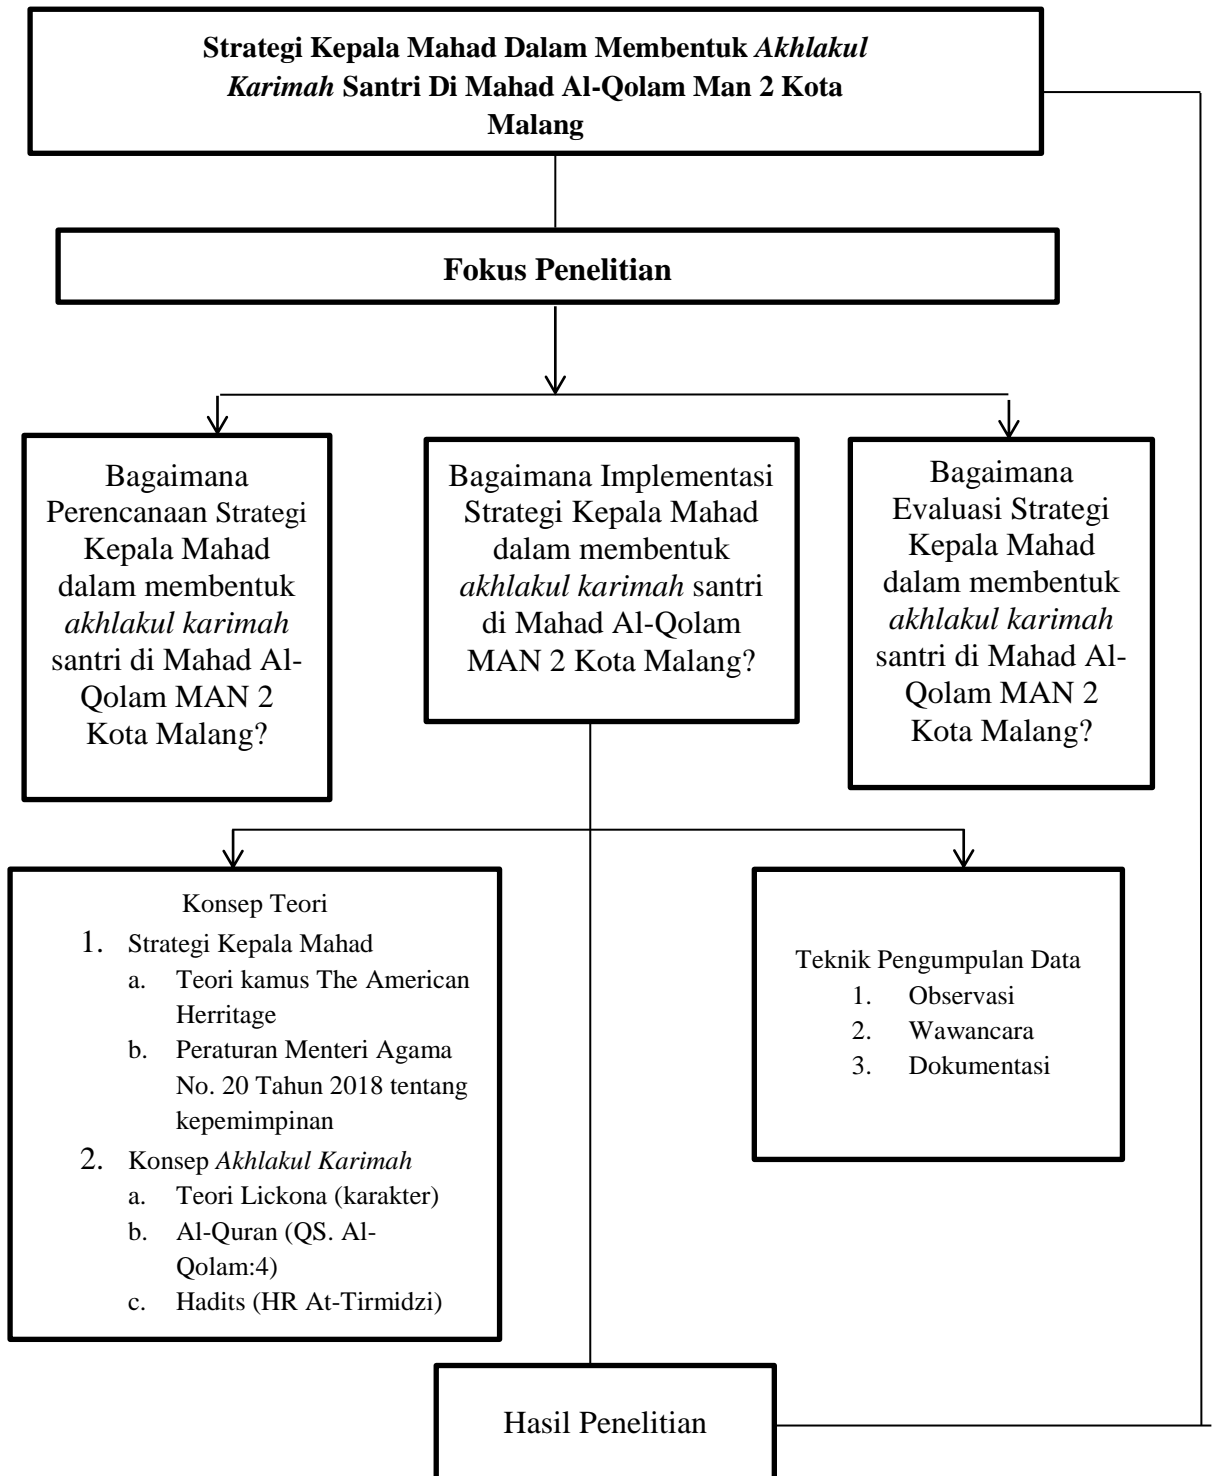 Strategi Kepala Mahad Dalam Membentuk Akhlakul
Karimah Santri Di Mahad Al-Qolam Man 2 Kota
Malang
Fokus Penelitian
Bagaimana
Perencanaan Strategi
Kepala Mahad
dalam membentuk
akhlakul karimah
santri di Mahad Al-
Qolam MAN 2
Kota Malang?
Bagaimana Implementasi
Strategi Kepala Mahad
dalam membentuk
akhlakul karimah santri
di Mahad Al-Qolam
MAN 2 Kota Malang?
Bagaimana
Evaluasi Strategi
Kepala Mahad
dalam membentuk
akhlakul karimah
santri di Mahad Al-
Qolam MAN 2
Kota Malang?
Konsep Teori
1. Strategi Kepala Mahad
a. Teori kamus The American
Herritage
b. Peraturan Menteri Agama
No. 20 Tahun 2018 tentang
kepemimpinan
2. Konsep Akhlakul Karimah
a. Teori Lickona (karakter)
b. Al-Quran (QS. Al-
Qolam:4)
c. Hadits (HR At-Tirmidzi)
Teknik Pengumpulan Data
1. Observasi
2. Wawancara
3. Dokumentasi
Hasil Penelitian